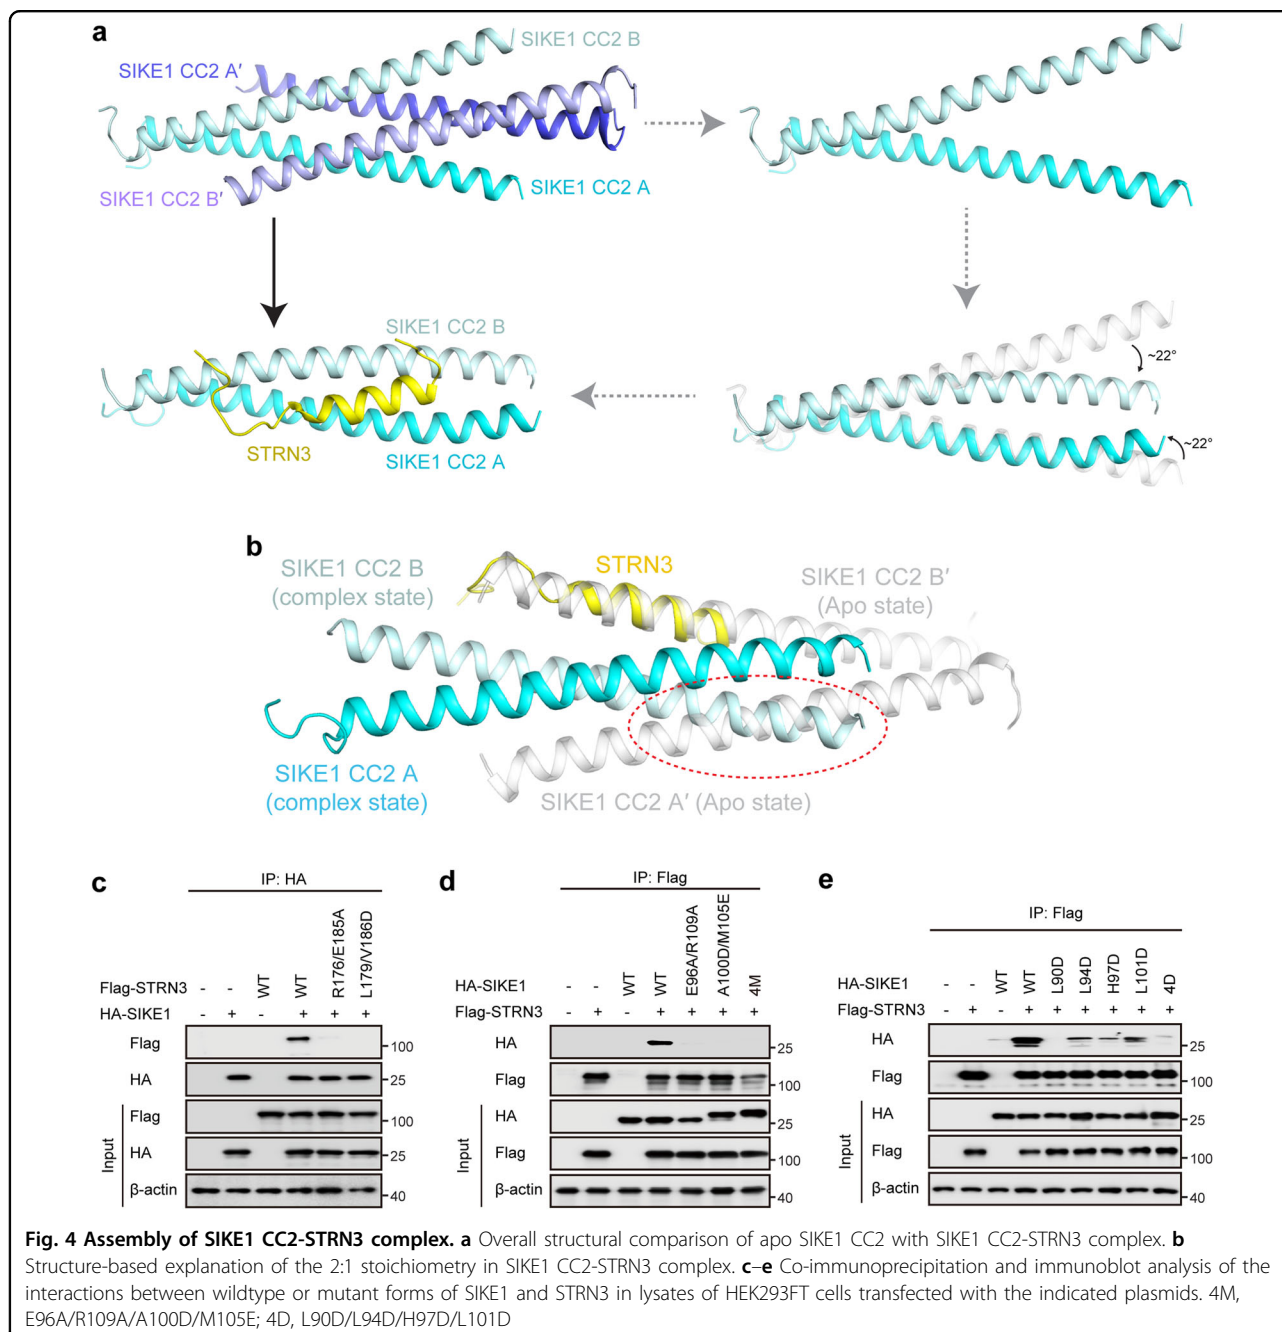 a
SIKE1 CC2 B
SIKE1 CC2 A′
SIKE1 CC2 B′
SIKE1 CC2 A
SIKE1 CC2 B
STRN3
SIKE1 CC2 A
~22°
~22°
b
SIKE1 CC2 B
(complex state)
STRN3
SIKE1 CC2 B′
(Apo state)
SIKE1 CC2 A
(complex state)
SIKE1 CC2 A′ (Apo state)
c
IP: HA
Flag-STRN3 - - WT WT R176/E185A L179/V186D
HA-SIKE1 - + - + + +
Flag 100
HA 25
Input
Flag 100
HA 25
β-actin 40
d
IP: Flag
HA-SIKE1 - - WT WT E96A/R109A A100D/M105E 4M
Flag-STRN3 - + - + + + +
HA 25
Flag 100
Input
HA 25
Flag 100
β-actin 40
e
IP: Flag
HA-SIKE1 - - WT WT L90D L94D H97D L101D 4D
Flag-STRN3 - + - + + + + + +
HA 25
Flag 100
Input
HA 25
Flag 100
β-actin 40
Fig. 4 Assembly of SIKE1 CC2-STRN3 complex. a Overall structural comparison of apo SIKE1 CC2 with SIKE1 CC2-STRN3 complex. b
Structure-based explanation of the 2:1 stoichiometry in SIKE1 CC2-STRN3 complex. c–e Co-immunoprecipitation and immunoblot analysis of the
interactions between wildtype or mutant forms of SIKE1 and STRN3 in lysates of HEK293FT cells transfected with the indicated plasmids. 4M,
E96A/R109A/A100D/M105E; 4D, L90D/L94D/H97D/L101D